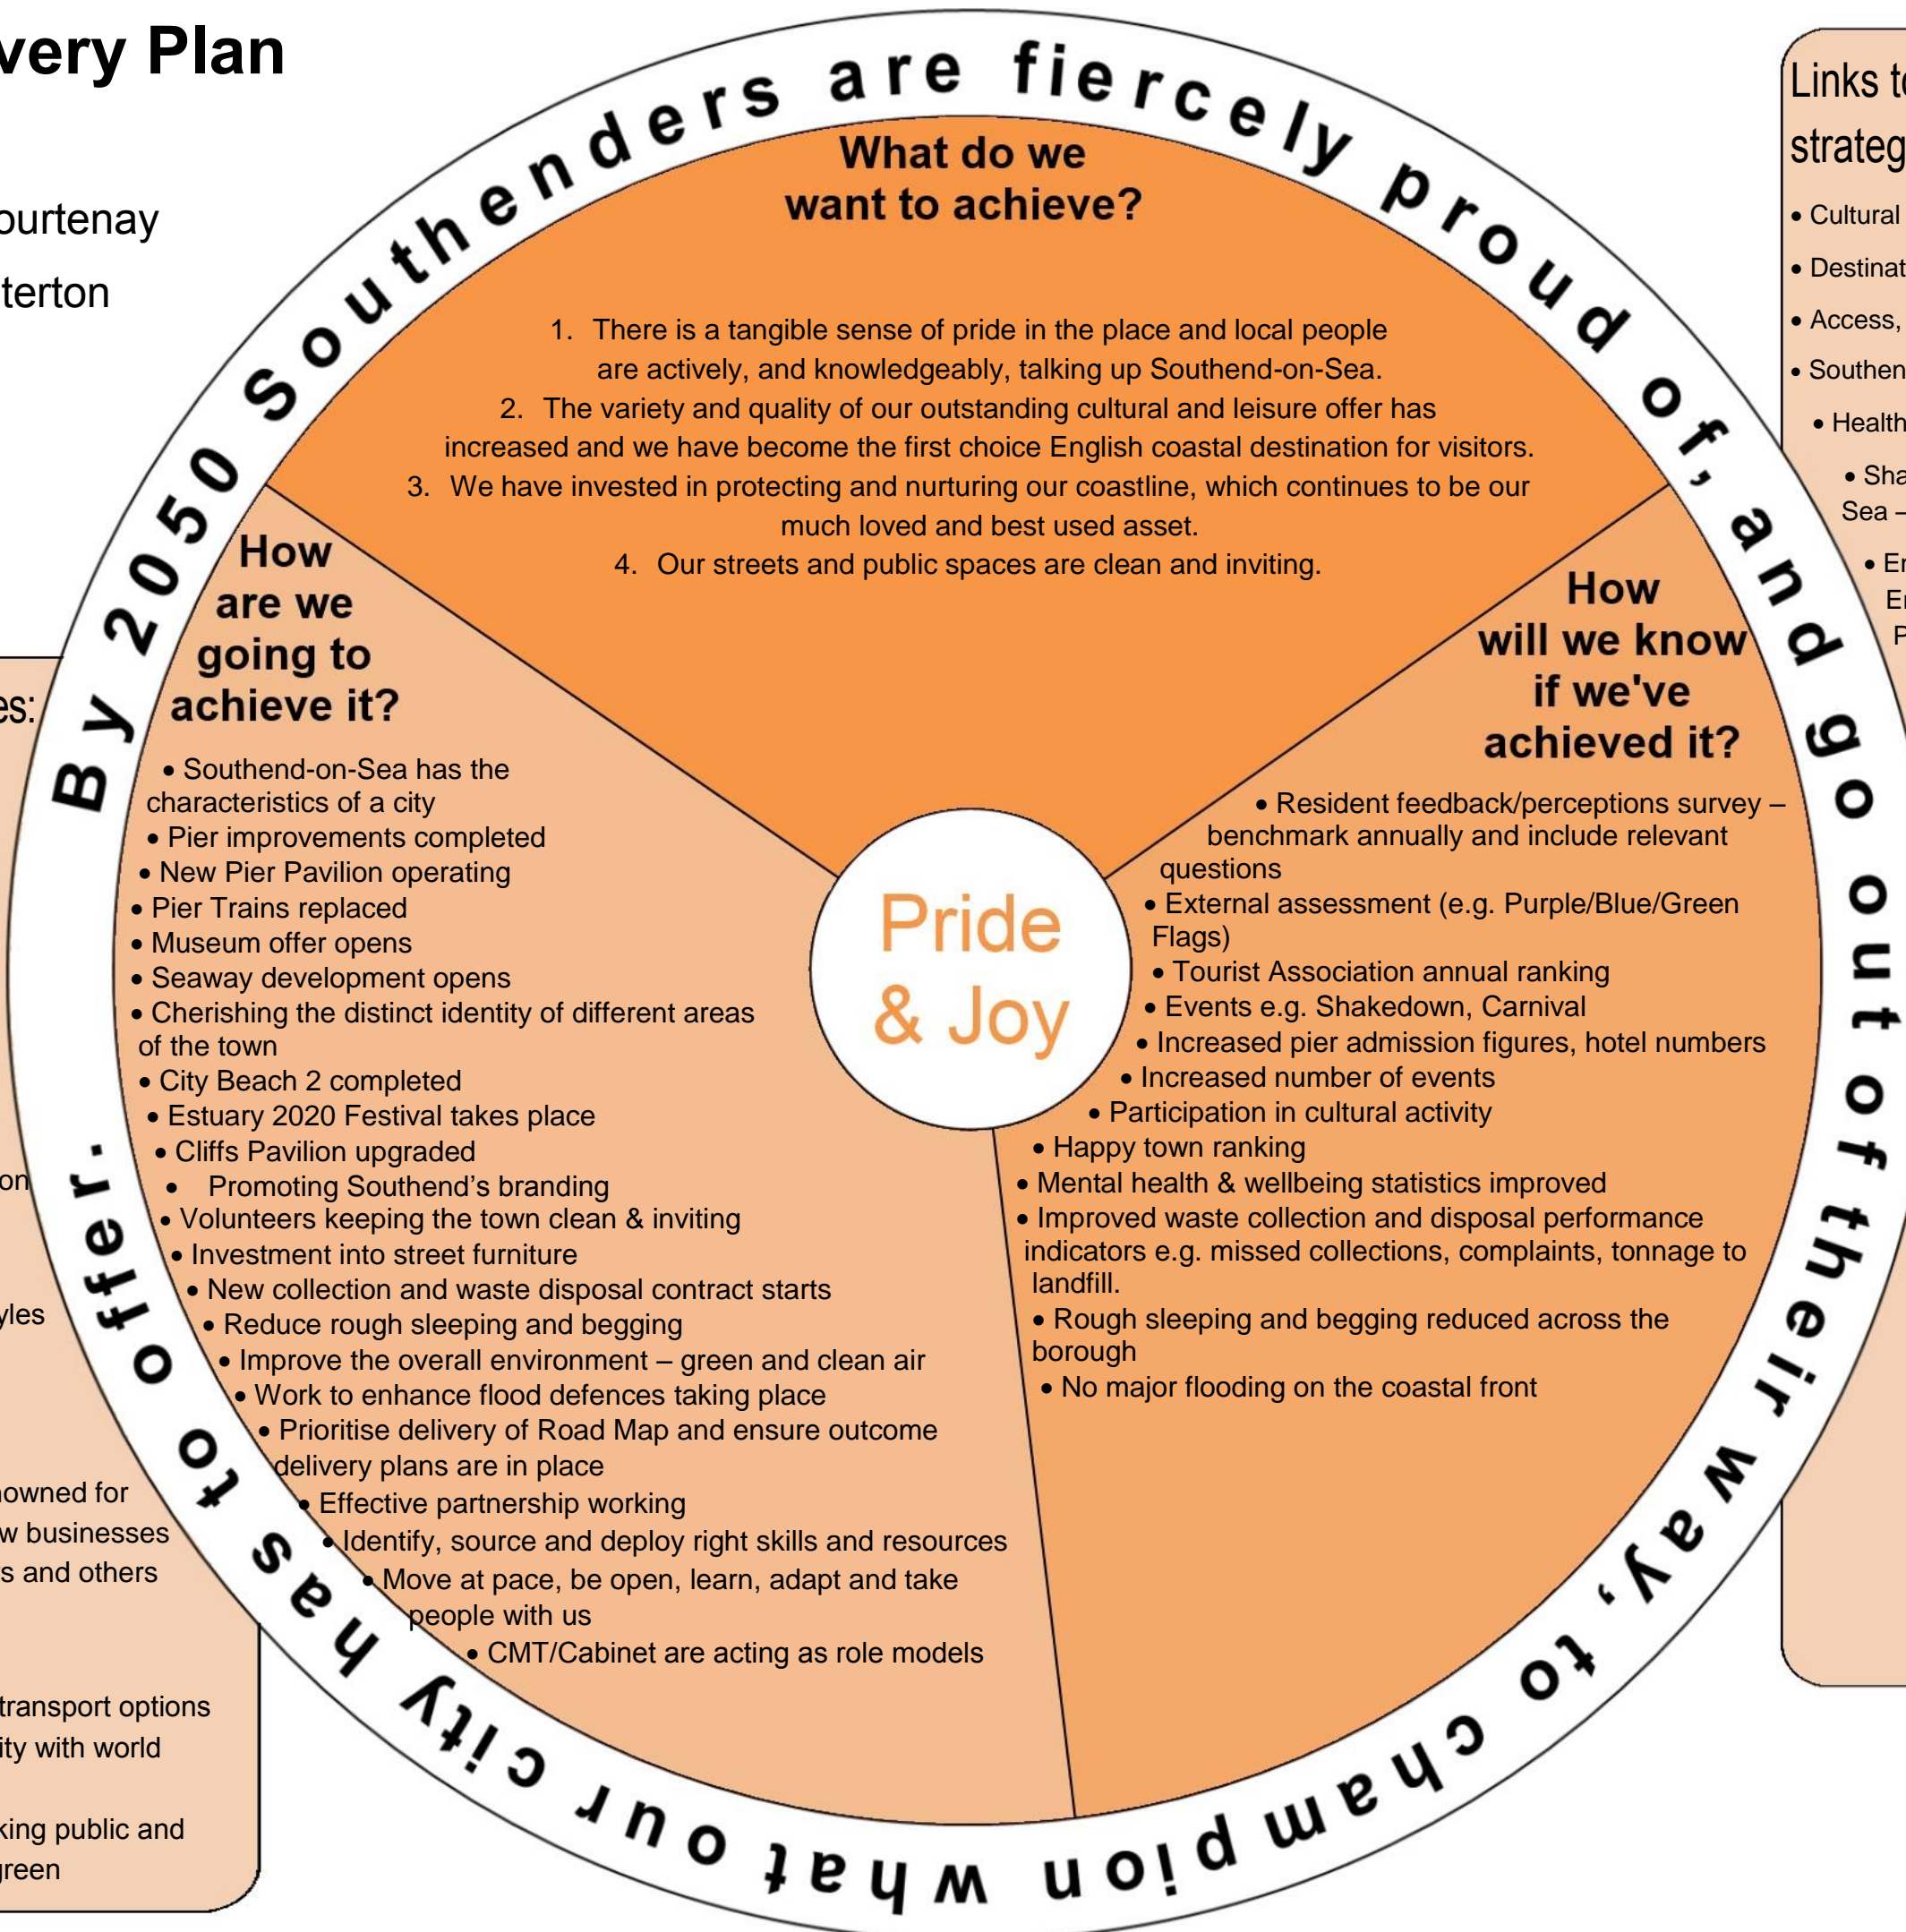 Plan
By 2050 Southenders are fiercely proud of, and go out of their way, to champion what our city has to offer.
What do we
want to achieve?
1. There is a tangible sense of pride in the place and local people
are actively, and knowledgeably, talking up Southend-on-Sea.
2. The variety and quality of our outstanding cultural and leisure offer has
increased and we have become the first choice English coastal destination for visitors.
3. We have invested in protecting and nurturing our coastline, which continues to be our
much loved and best used asset.
4. Our streets and public spaces are clean and inviting.
How
are we
going to
achieve it?
• Southend-on-Sea has the
characteristics of a city
• Pier improvements completed
• New Pier Pavilion operating
• Pier Trains replaced
• Museum offer opens
• Seaway development opens
• Cherishing the distinct identity of different areas
of the town
• City Beach 2 completed
• Estuary 2020 Festival takes place
• Cliffs Pavilion upgraded
• Promoting Southend's branding
• Volunteers keeping the town clean & inviting
• Investment into street furniture
• New collection and waste disposal contract starts
• Reduce rough sleeping and begging
• Improve the overall environment – green and clean air
• Work to enhance flood defences taking place
• Prioritise delivery of Road Map and ensure outcome
delivery plans are in place
• Effective partnership working
• Identify, source and deploy right skills and resources
• Move at pace, be open, learn, adapt and take
people with us
• CMT/Cabinet are acting as role models
Pride
& Joy
How
will we know
if we've
achieved it?
• Resident feedback/perceptions survey –
benchmark annually and include relevant
questions
• External assessment (e.g. Purple/Blue/Green
Flags)
• Tourist Association annual ranking
• Events e.g. Shakedown, Carnival
• Increased pier admission figures, hotel numbers
• Increased number of events
• Participation in cultural activity
• Happy town ranking
• Mental health & wellbeing statistics improved
• Improved waste collection and disposal performance
indicators e.g. missed collections, complaints, tonnage to
landfill.
• Rough sleeping and begging reduced across the
borough
• No major flooding on the coastal front
Links
• Cultural
• Access,
• Health
Sea –
for
businesses
and others
transport options
with world
public and
green